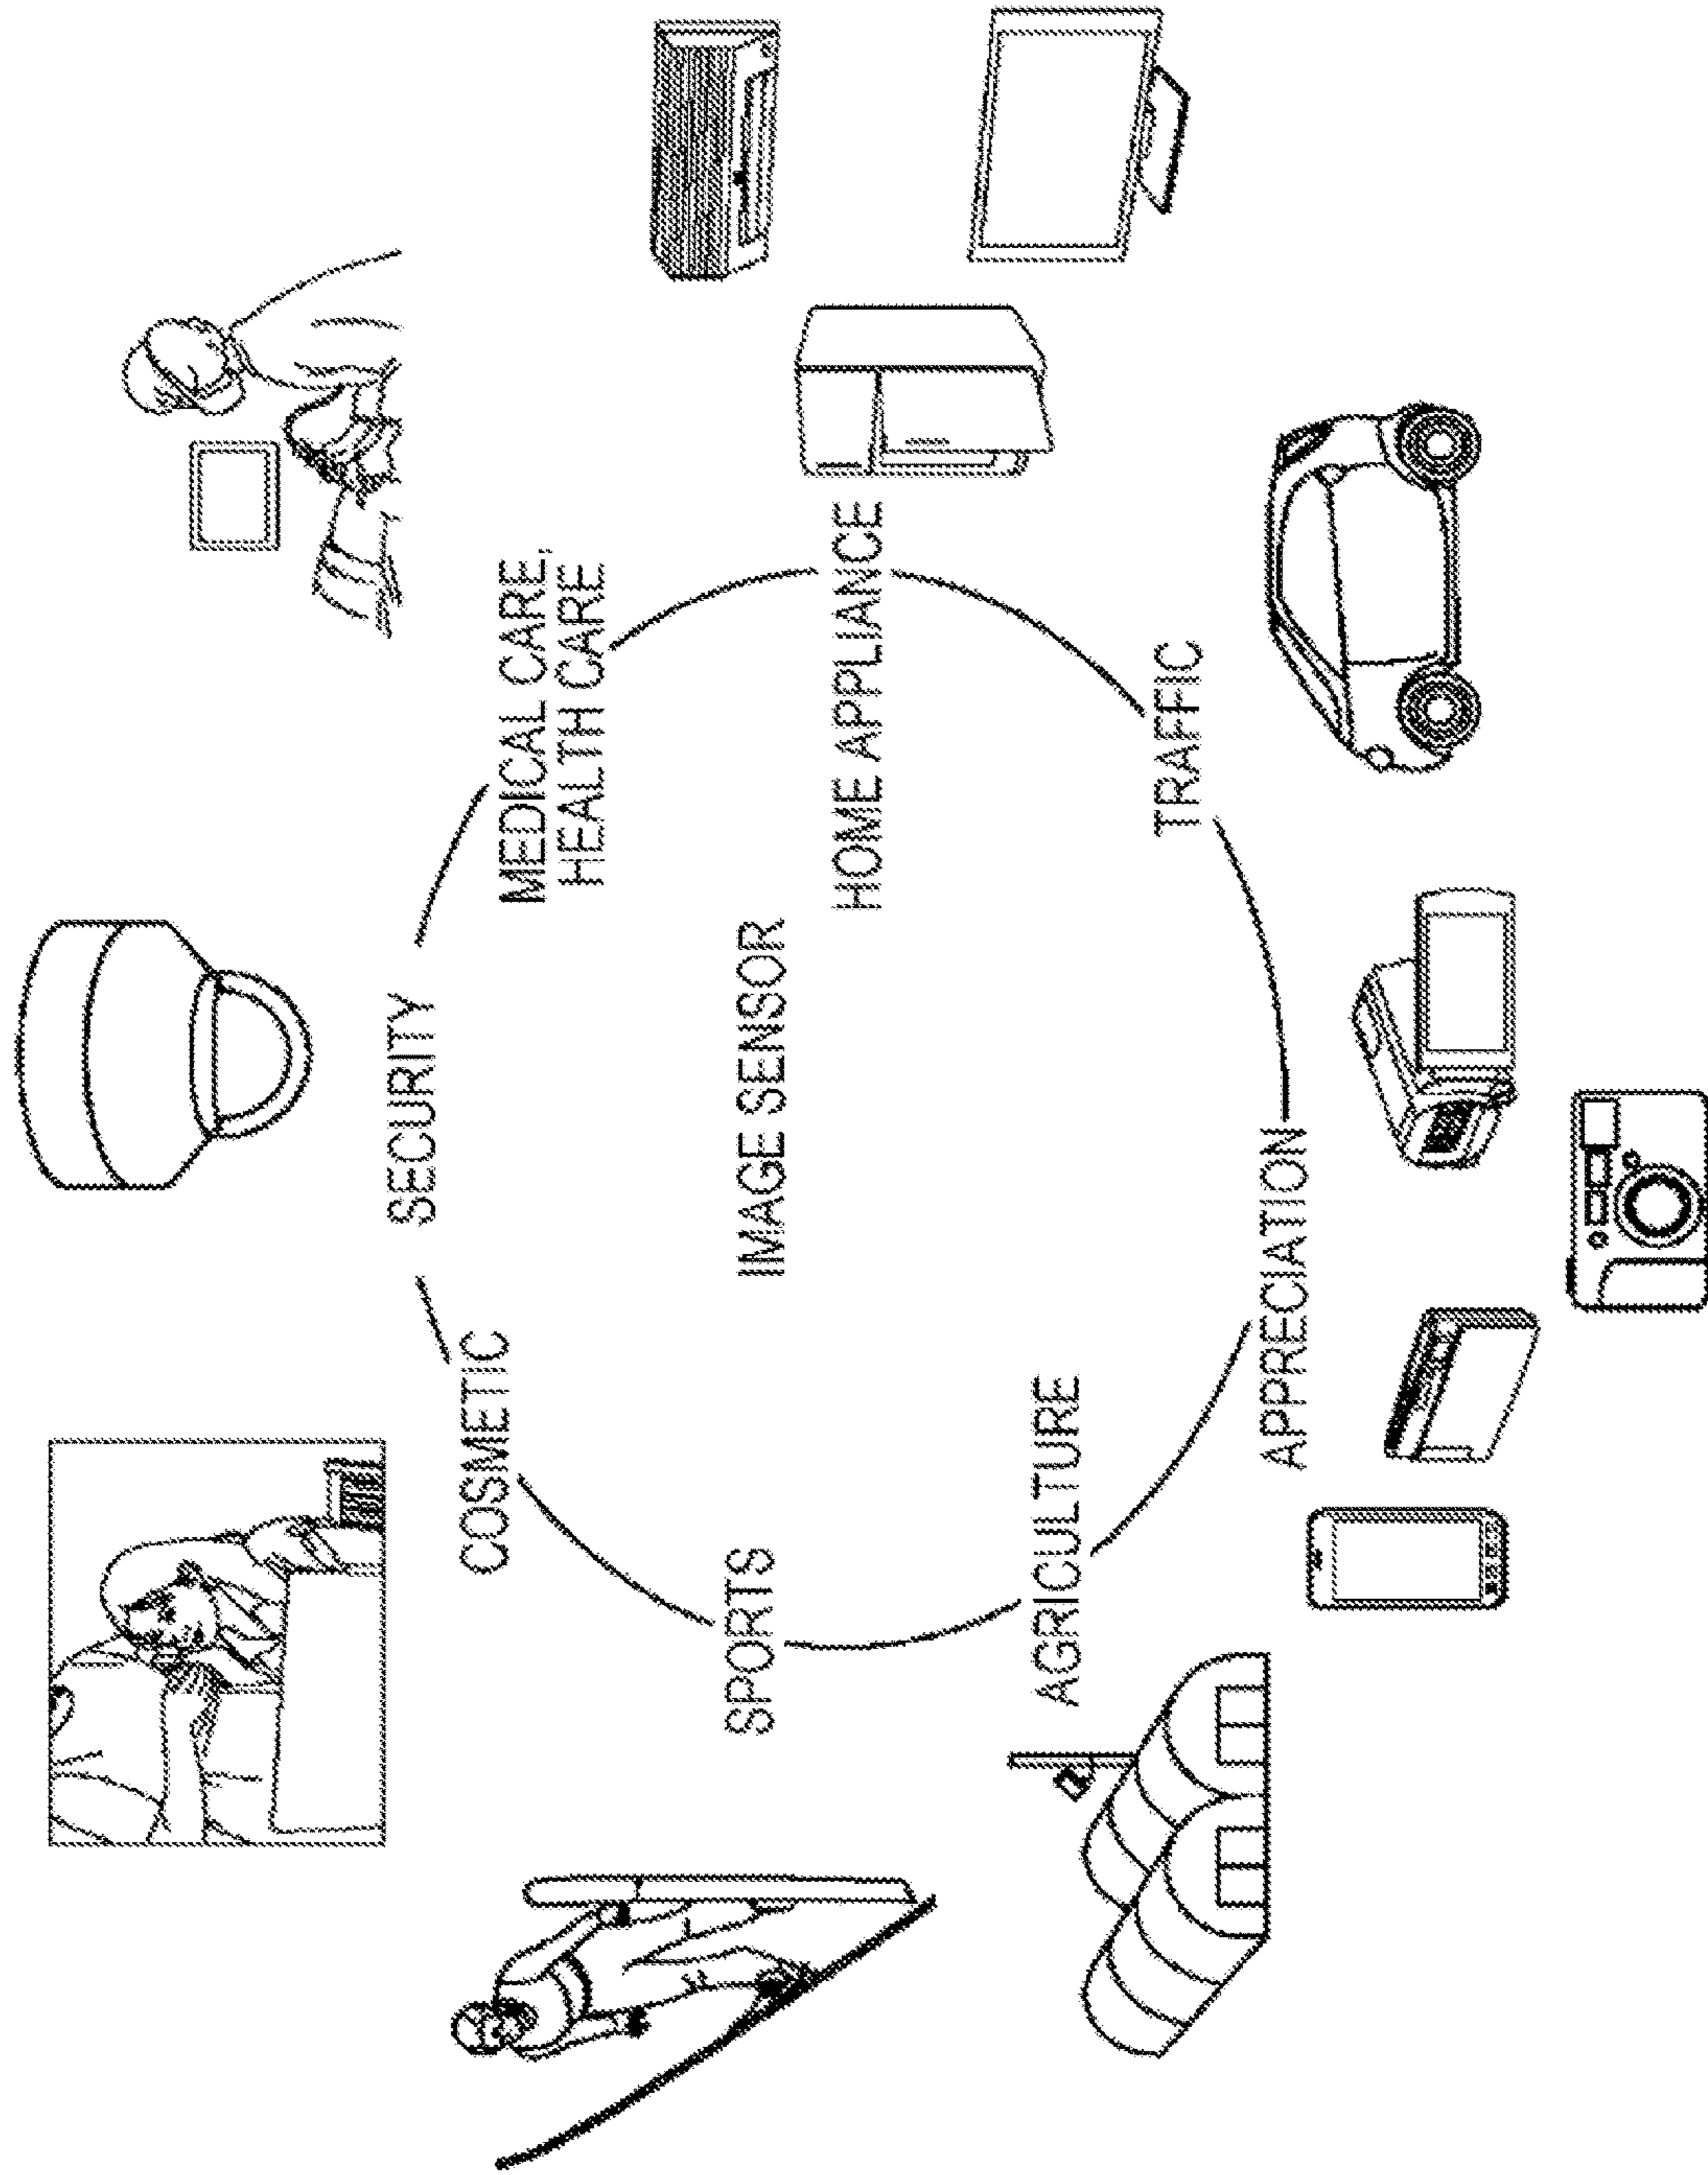 SECURITY
COSMETIC
MEDICAL CARE,
HEALTH CARE
SPORTS
IMAGE SENSOR
HOME APPLIANCE
AGRICULTURE
TRAFFIC
APPRECIATION